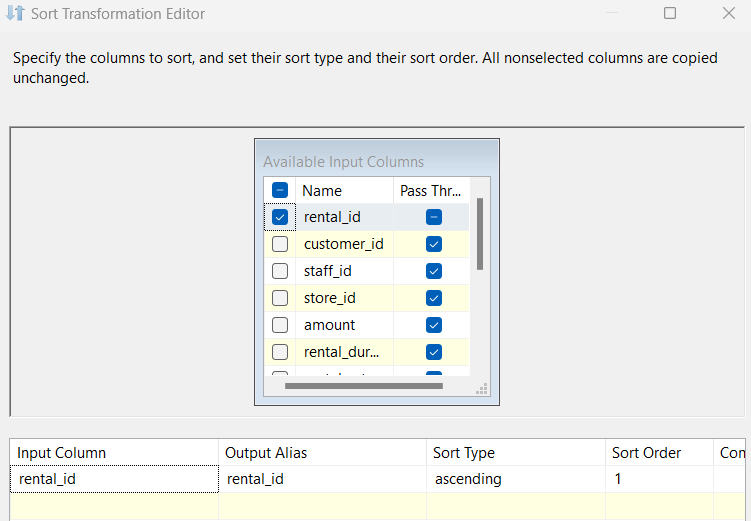 Sort Transformation Editor
Specify the columns to sort, and set their sort type and their sort order. All nonselected columns are copied
unchanged.
Available Input Columns
Name Pass Thr...
rental_id
customer_id
staff_id
store_id
amount
rental_dur...
Input Column Output Alias Sort Type Sort Order
rental_id rental_id ascending 1